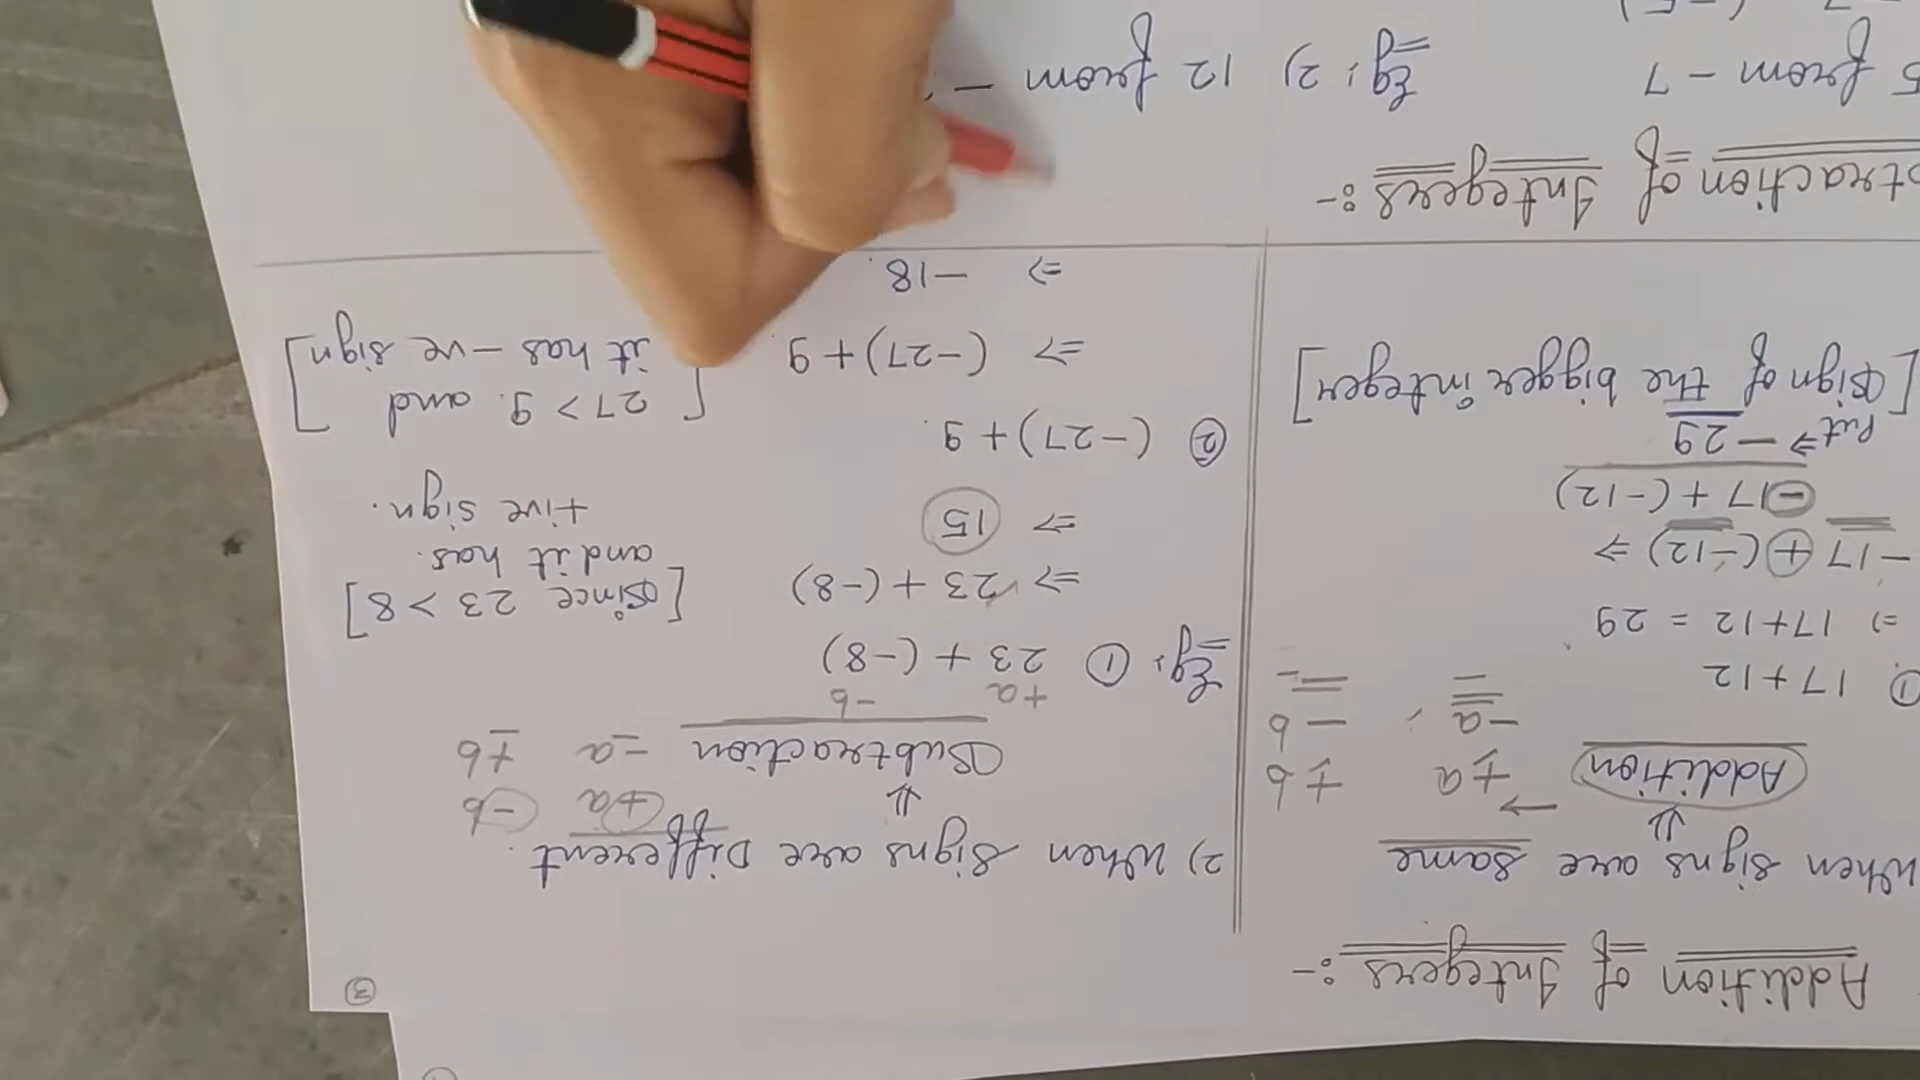 ③
Addition of Integers :-
When signs are same
⇓
Addition
+a +b
-a, -b
= =
① 17+12
⇒ 17+12 = 29
-17 + (-12) ⇒
-17 + (-12)
Put ⇒ -29
[Sign of the bigger integer]
2) When signs are Different.
⇓
Subtraction
+a -b
-a +b
+a -b
Eg, ① 23 + (-8)
⇒ 23 + (-8)
[Since 23 > 8]
and it has
+ive sign.
⇒ 15
② (-27) + 9
⇒ (-27) + 9
[27 > 9. and
it has -ve sign]
⇒ -18.
traction of Integers :-
5 from - 7
Eg, 2) 12 from -
(-5)